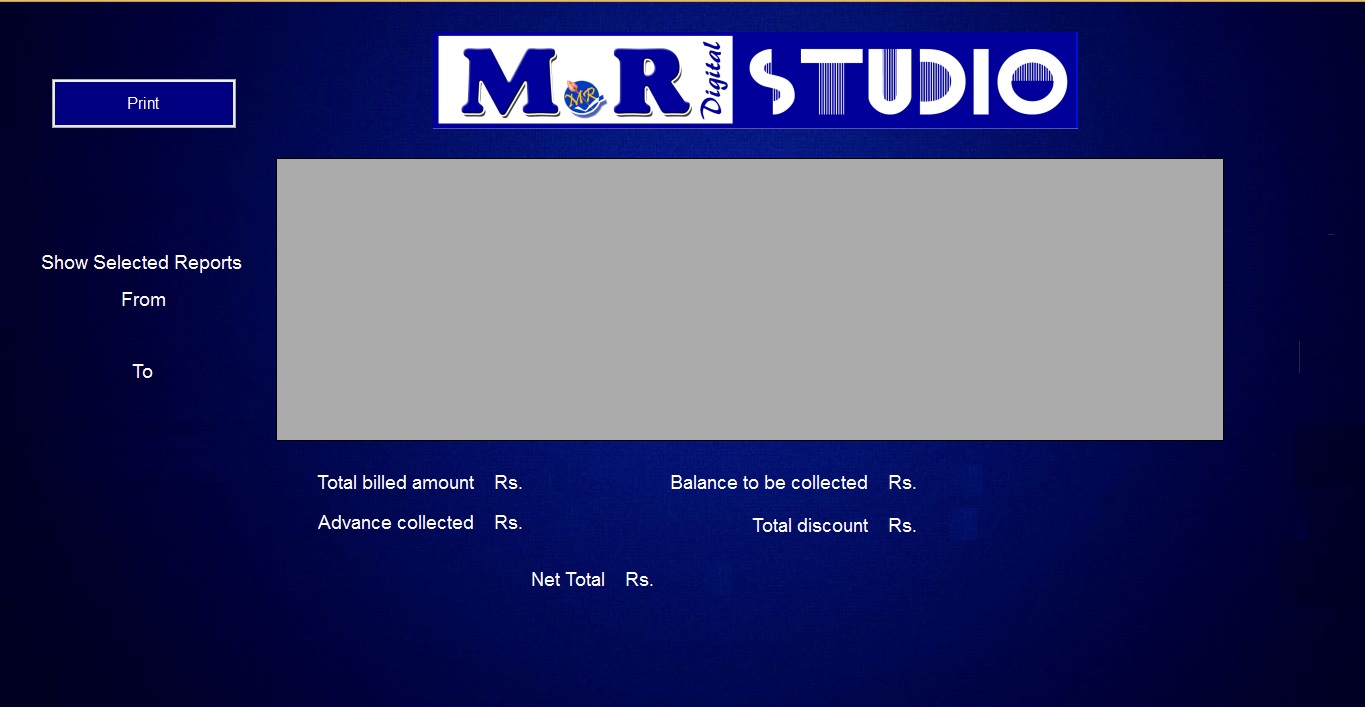 M MR R Digital STUDIO
Print
Show Selected Reports
From
To
Total billed amount Rs. Balance to be collected Rs.
Advance collected Rs. Total discount Rs.
Net Total Rs.